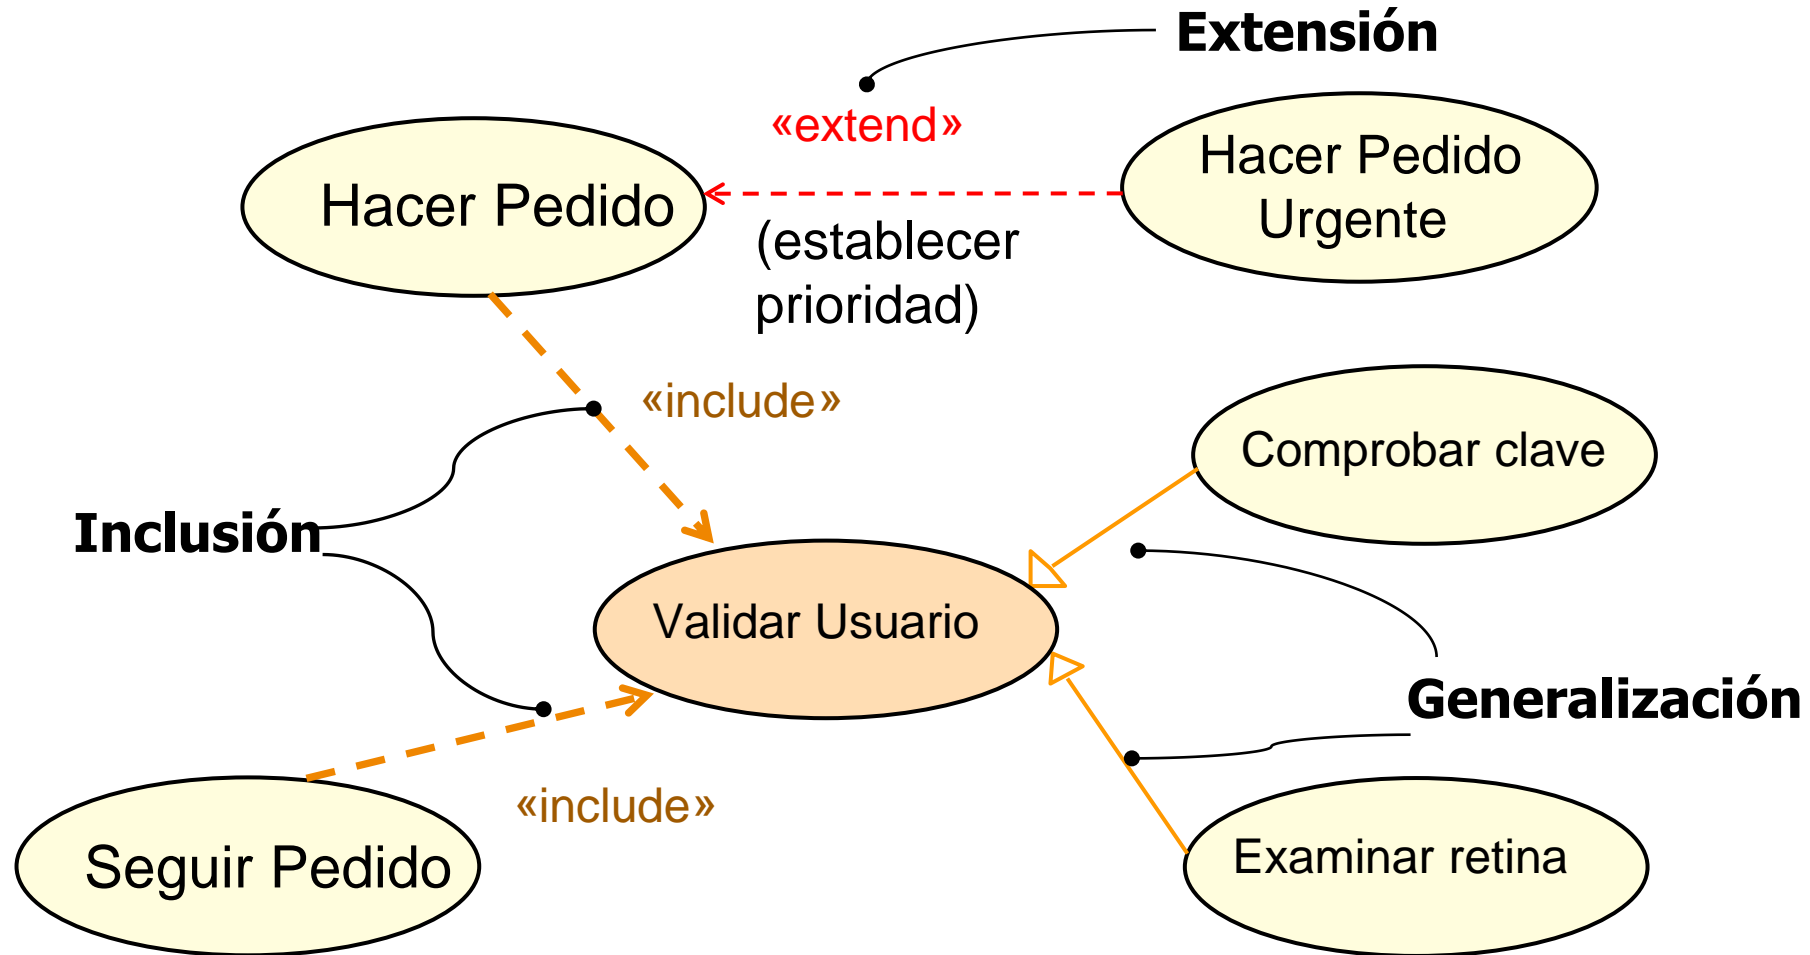 Extensión
«extend»
Hacer Pedido
Hacer Pedido
Urgente
(establecer
prioridad)
«include»
Comprobar clave
Inclusión
Validar Usuario
Generalización
«include»
Seguir Pedido
Examinar retina